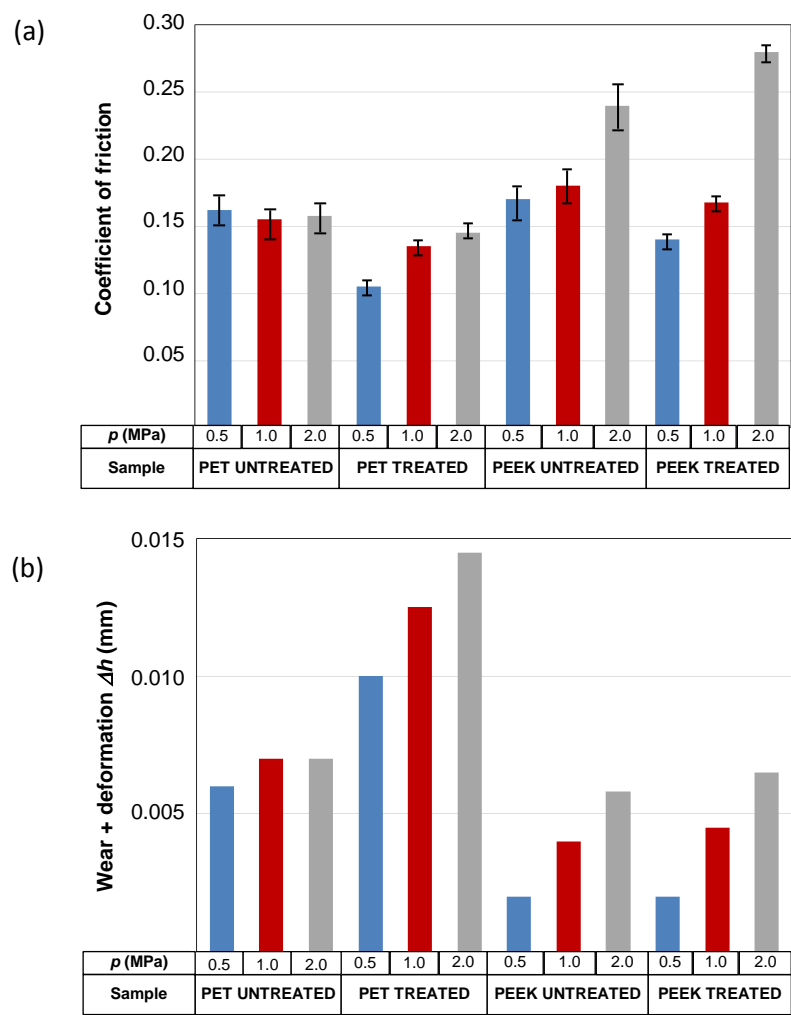 (a)
Coefficient of friction
0.30
0.25
0.20
0.15
0.10
0.05
p (MPa) 0.5 1.0 2.0 0.5 1.0 2.0 0.5 1.0 2.0 0.5 1.0 2.0
Sample PET UNTREATED PET TREATED PEEK UNTREATED PEEK TREATED
(b)
Wear + deformation Δh (mm)
0.015
0.010
0.005
p (MPa) 0.5 1.0 2.0 0.5 1.0 2.0 0.5 1.0 2.0 0.5 1.0 2.0
Sample PET UNTREATED PET TREATED PEEK UNTREATED PEEK TREATED